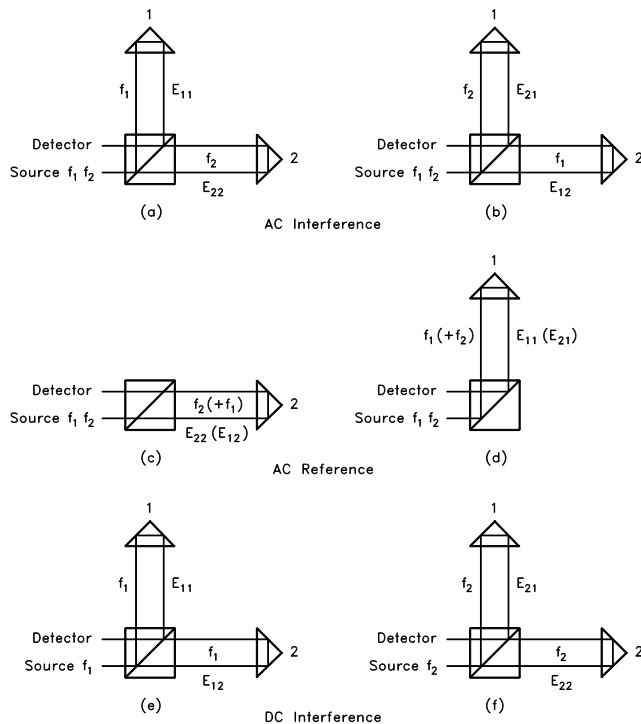 1 1
f₁ E₁₁ f₂ E₂₁
Detector Detector
f₂ 2 f₁ 2
Source f₁ f₂ Source f₁ f₂
E₂₂ E₁₂
(a) (b)
AC Interference
1
f₁(+f₂) E₁₁(E₂₁)
Detector Detector
f₂(+f₁) 2
Source f₁ f₂ Source f₁ f₂
E₂₂(E₁₂)
(c) (d)
AC Reference
1 1
f₁ E₁₁ f₂ E₂₁
Detector Detector
f₁ 2 f₂ 2
Source f₁ Source f₂
E₁₂ E₂₂
(e) (f)
DC Interference